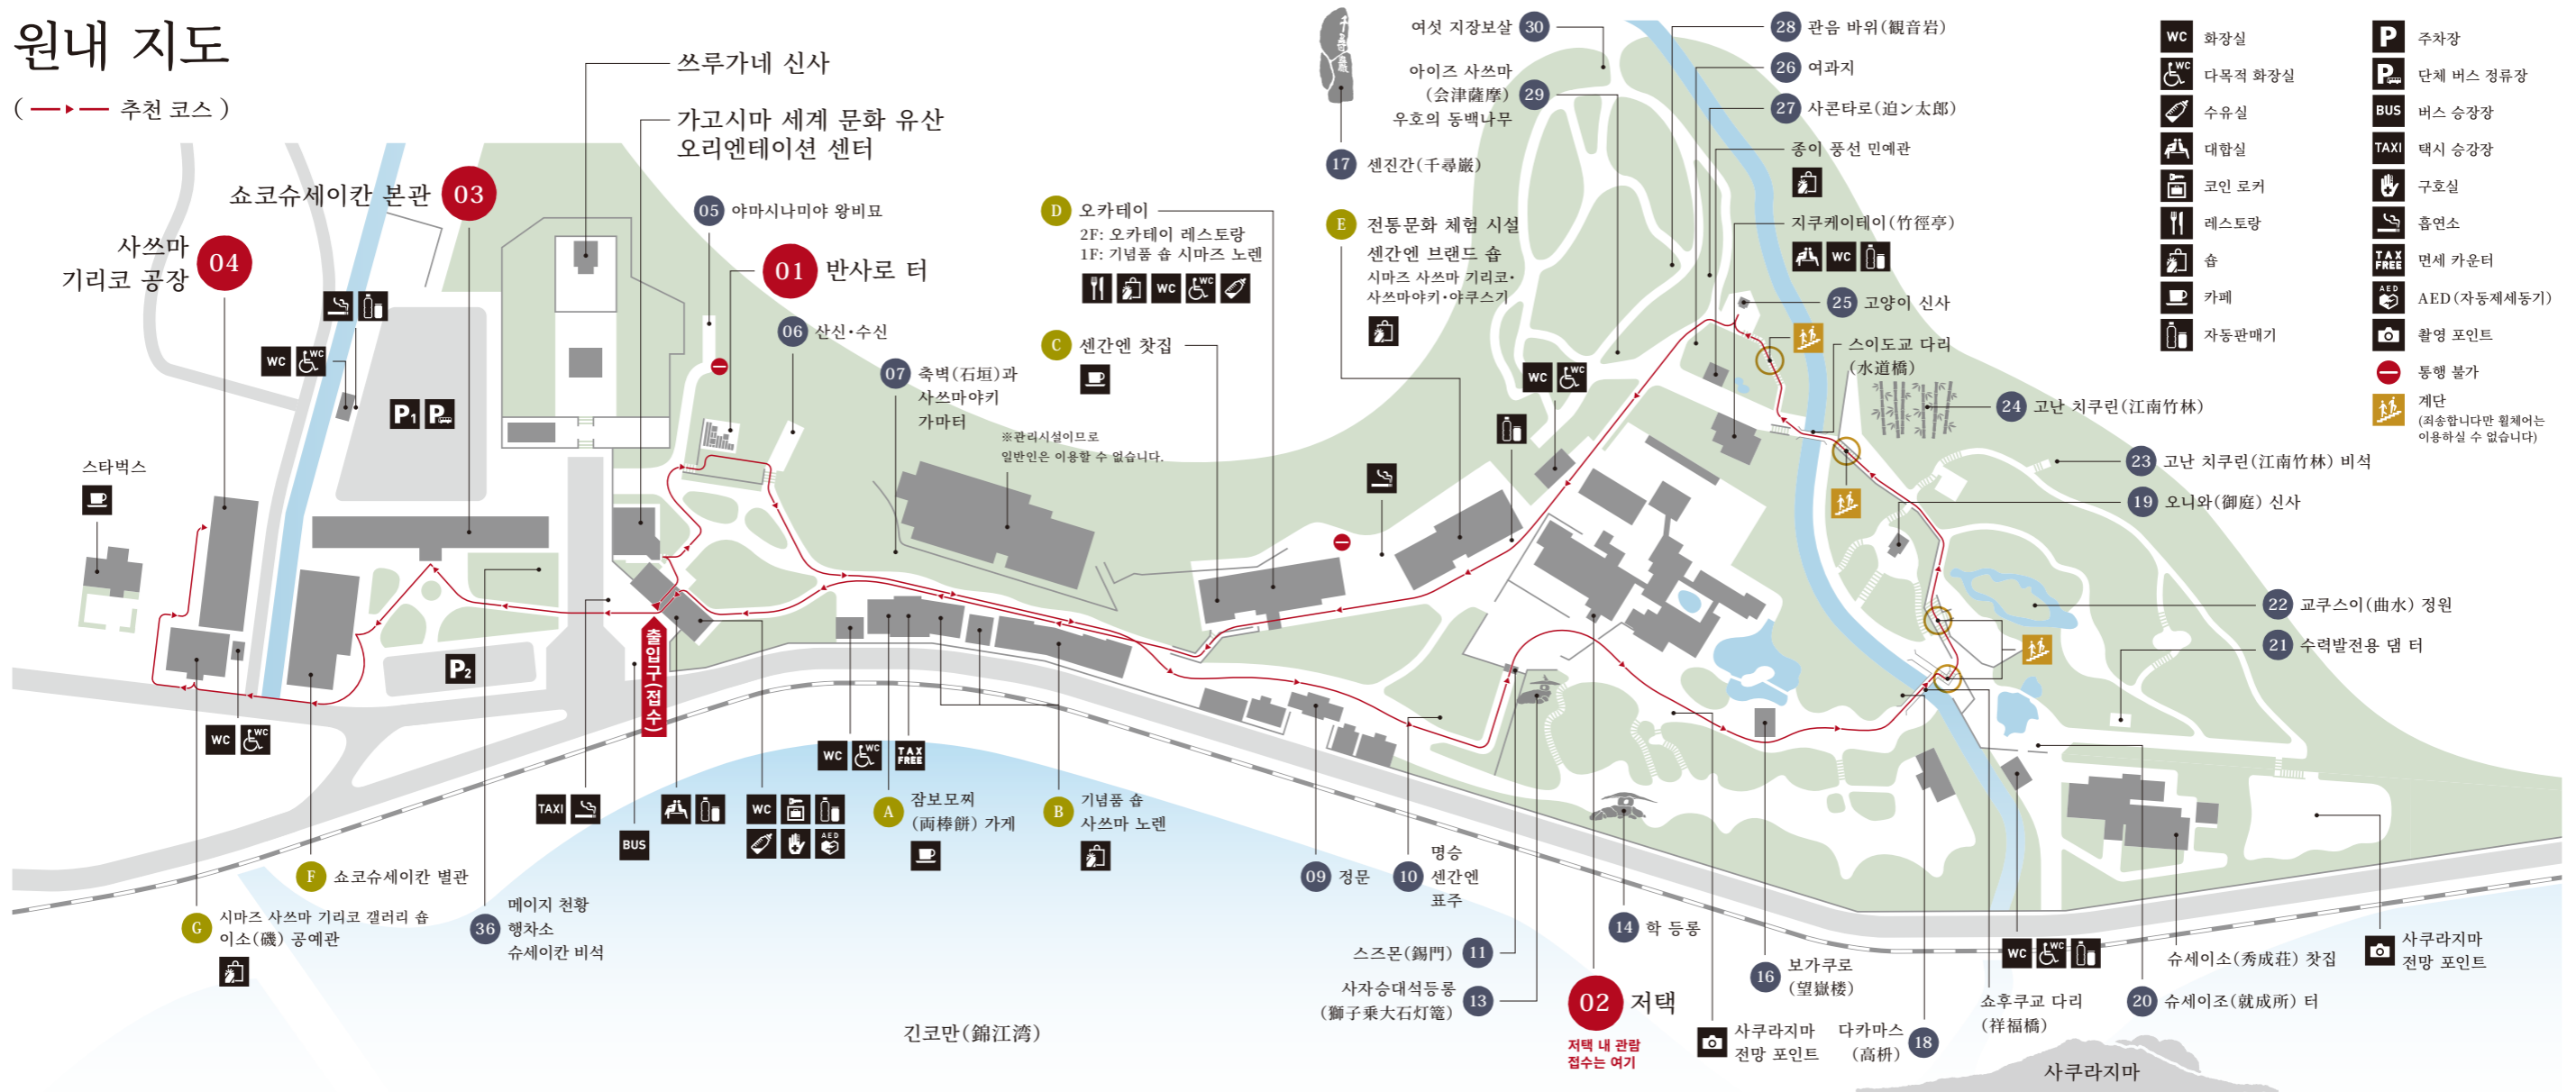 원내 지도
( 추천 코스 )
쓰루가네 신사
가고시마 세계 문화 유산
오리엔테이션 센터
쇼코슈세이칸 본관 03
사쓰마
기리코 공장
04
05 야마시나미야 왕비묘
01 반사로 터
06 산신·수신
07 축벽(石垣)과
사쓰마야키
가마터
※관리시설이므로
일반인은 이용할 수 없습니다.
D 오카테이
2F: 오카테이 레스토랑
1F: 기념품 숍 시마즈 노렌
WC
WC
C 센간엔 찻집
千尋巌
17 센진간(千尋巌)
E 전통문화 체험 시설
센간엔 브랜드 숍
시마즈 사쓰마 기리코·
사쓰마야키·야쿠스기
여섯 지장보살 30
아이즈 사쓰마
(会津薩摩)
우호의 동백나무
29
28 관음 바위(観音岩)
26 여과지
27 사콘타로(迫ン太郎)
종이 풍선 민예관
지쿠케이테이(竹徑亭)
WC
25 고양이 신사
스이도교 다리
(水道橋)
24 고난 치쿠린(江南竹林)
23 고난 치쿠린(江南竹林) 비석
19 오니와(御庭) 신사
22 교쿠스이(曲水) 정원
21 수력발전용 댐 터
WC 화장실
WC 다목적 화장실
수유실
대합실
코인 로커
레스토랑
숍
카페
자동판매기
P 주차장
P 단체 버스 정류장
BUS 버스 승장장
TAXI 택시 승강장
구호실
흡연소
TAX FREE 면세 카운터
AED AED(자동제세동기)
촬영 포인트
통행 불가
계단
(죄송합니다만 휠체어는
이용하실 수 없습니다)
WC WC
P1 P
스타벅스
WC WC
P2
출입구(접수)
WC WC
F 쇼코슈세이칸 별관
G 시마즈 사쓰마 기리코 갤러리 숍
이소(磯) 공예관
36 메이지 천황
행차소
슈세이칸 비석
TAXI
BUS
WC
AED
WC WC TAX FREE
A 잠보모찌
(両棒餅) 가게
B 기념품 숍
사쓰마 노렌
09 정문
10 명승
센간엔
표주
스즈몬(錫門) 11
사자승대석등롱
(獅子乗大石灯篭)
13
02 저택
저택 내 관람
접수는 여기
14 학 등롱
16 보가쿠로
(望嶽楼)
사쿠라지마
전망 포인트
다카마스
(高枡)
18
쇼후쿠교 다리
(祥福橋)
WC WC
20 슈세이조(就成所) 터
슈세이소(秀成荘) 찻집
사쿠라지마
전망 포인트
긴코만(錦江湾)
사쿠라지마